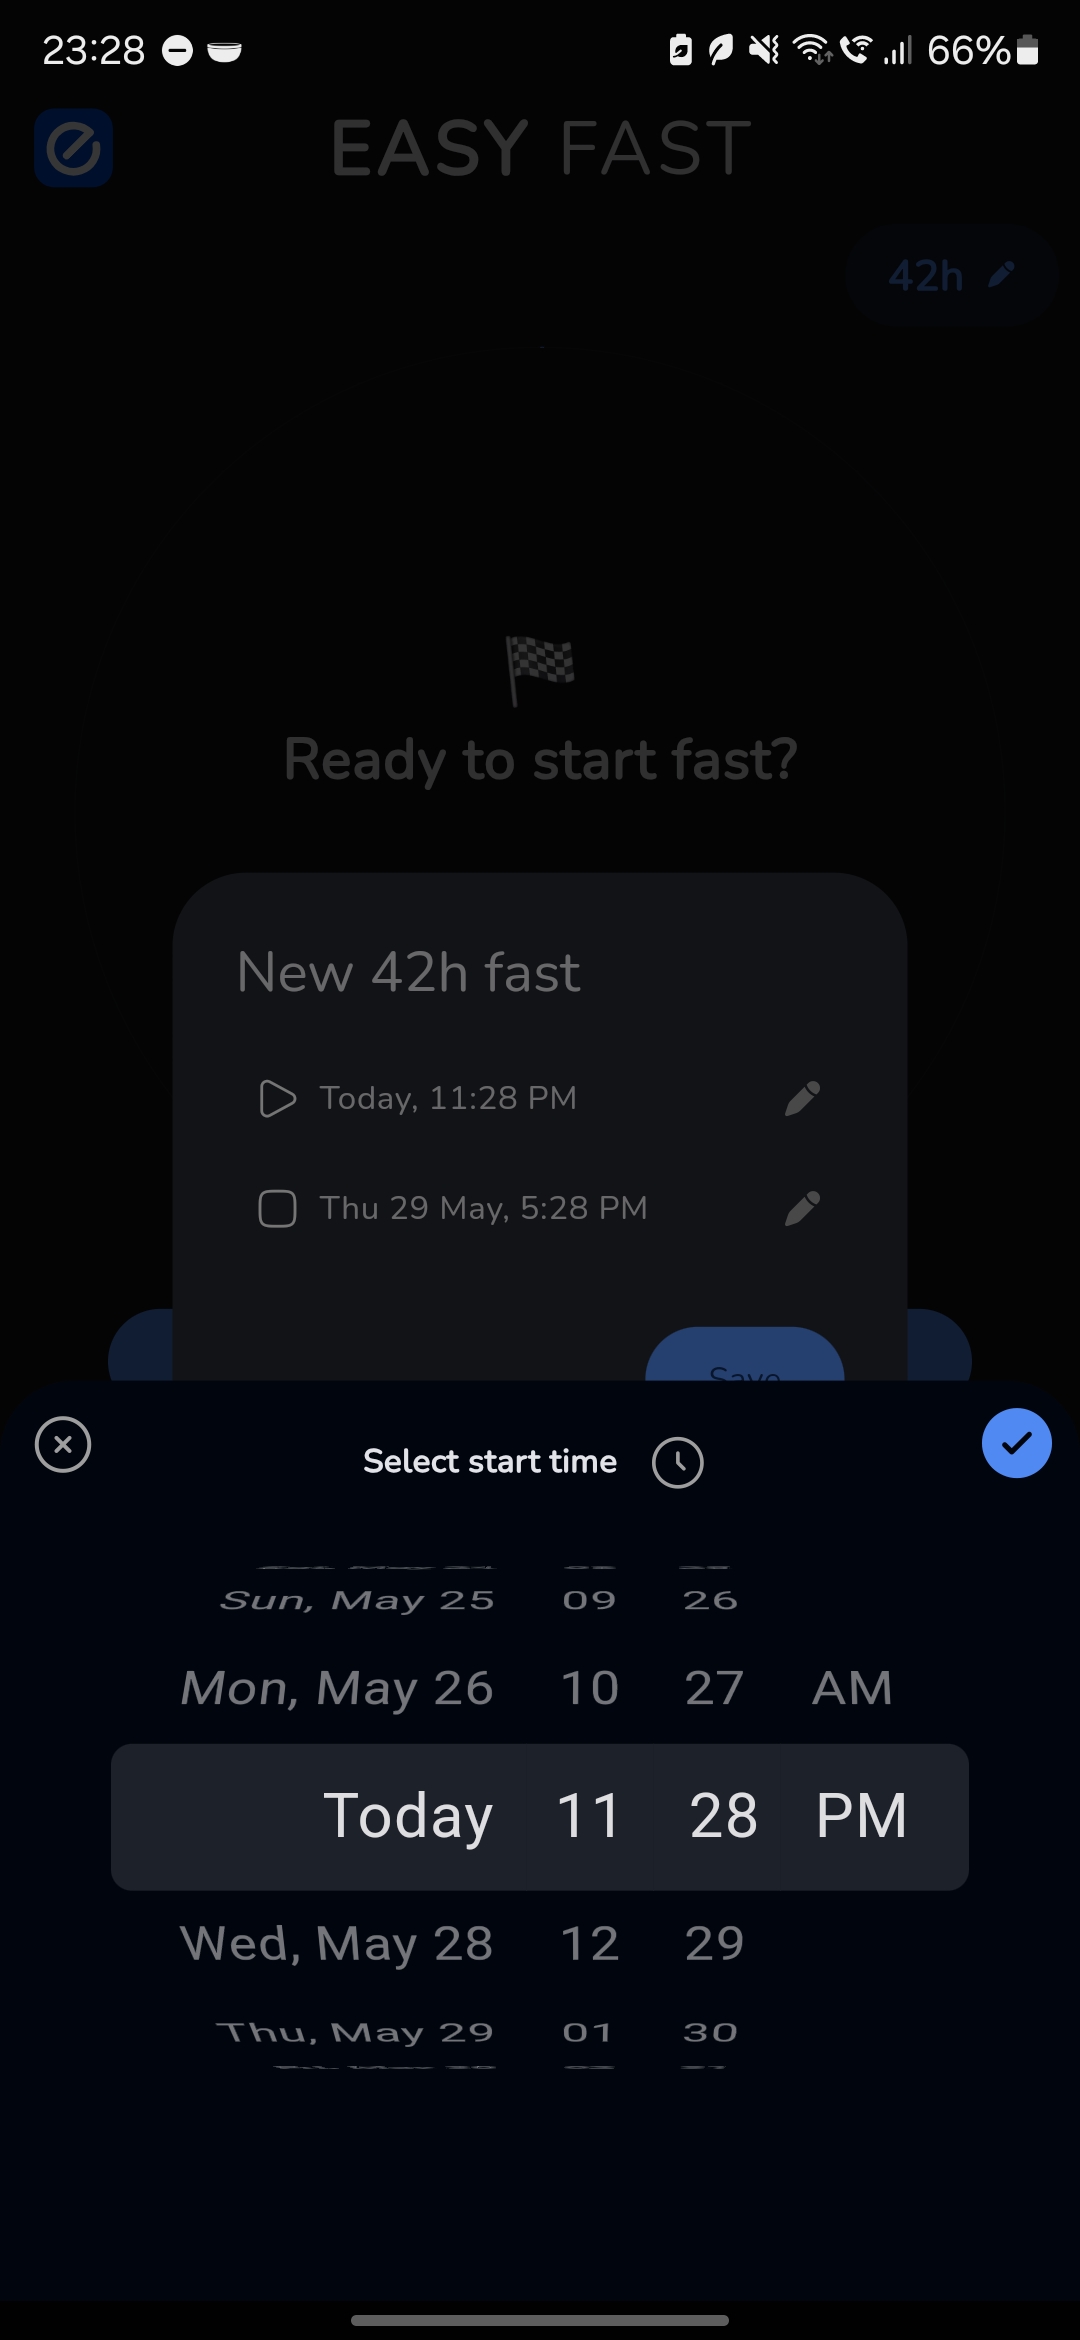 23:28
66%
EASY FAST
42h
Ready to start fast?
New 42h fast
Today, 11:28 PM
Thu 29 May, 5:28 PM
Save
Select start time
Sun, May 25 09 26
Mon, May 26 10 27 AM
Today 11 28 PM
Wed, May 28 12 29
Thu, May 29 01 30